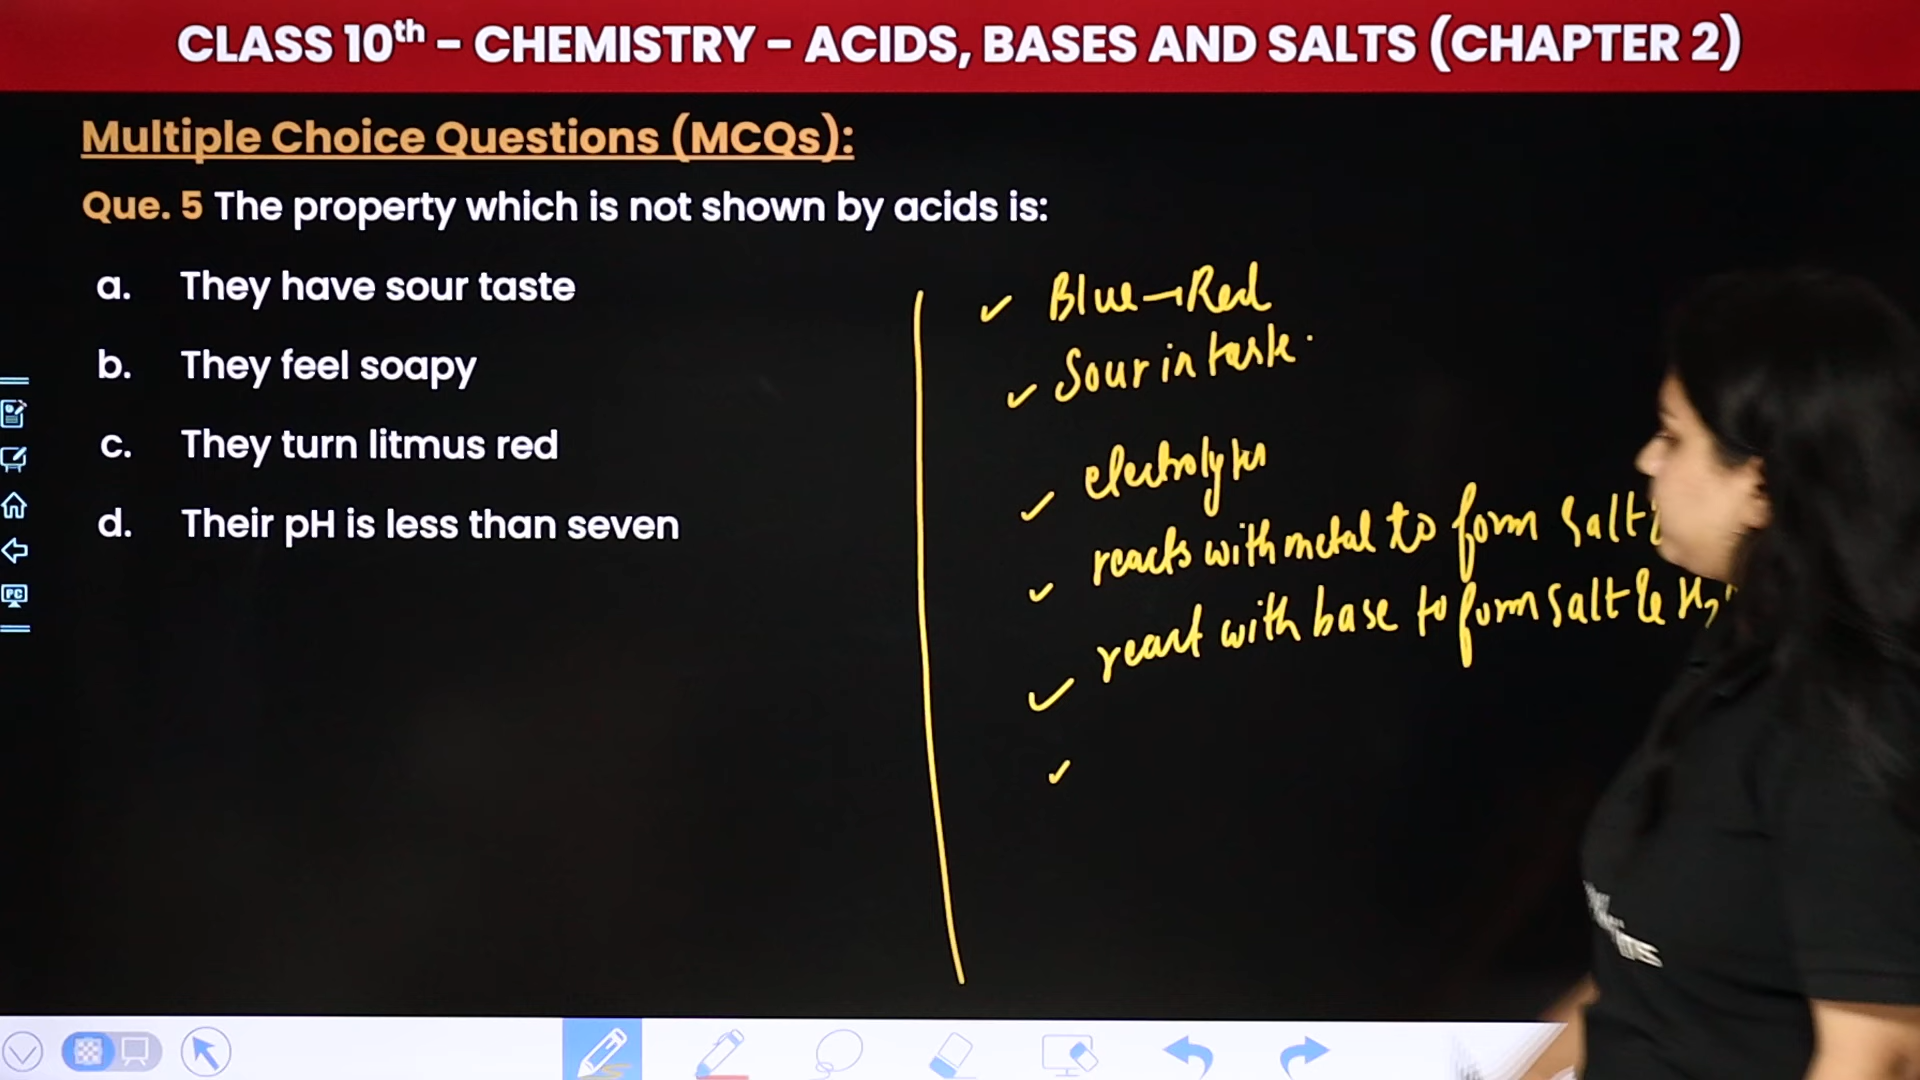 CLASS 10th - CHEMISTRY - ACIDS, BASES AND SALTS (CHAPTER 2)
Multiple Choice Questions (MCQs):
Que. 5 The property which is not shown by acids is:
a. They have sour taste
b. They feel soapy
c. They turn litmus red
d. Their pH is less than seven
✓ Blue→Red
✓ Sour in taste.
✓ electrolytes
✓ reacts with metal to form Salt
✓ react with base to form salt & H2
✓
PC